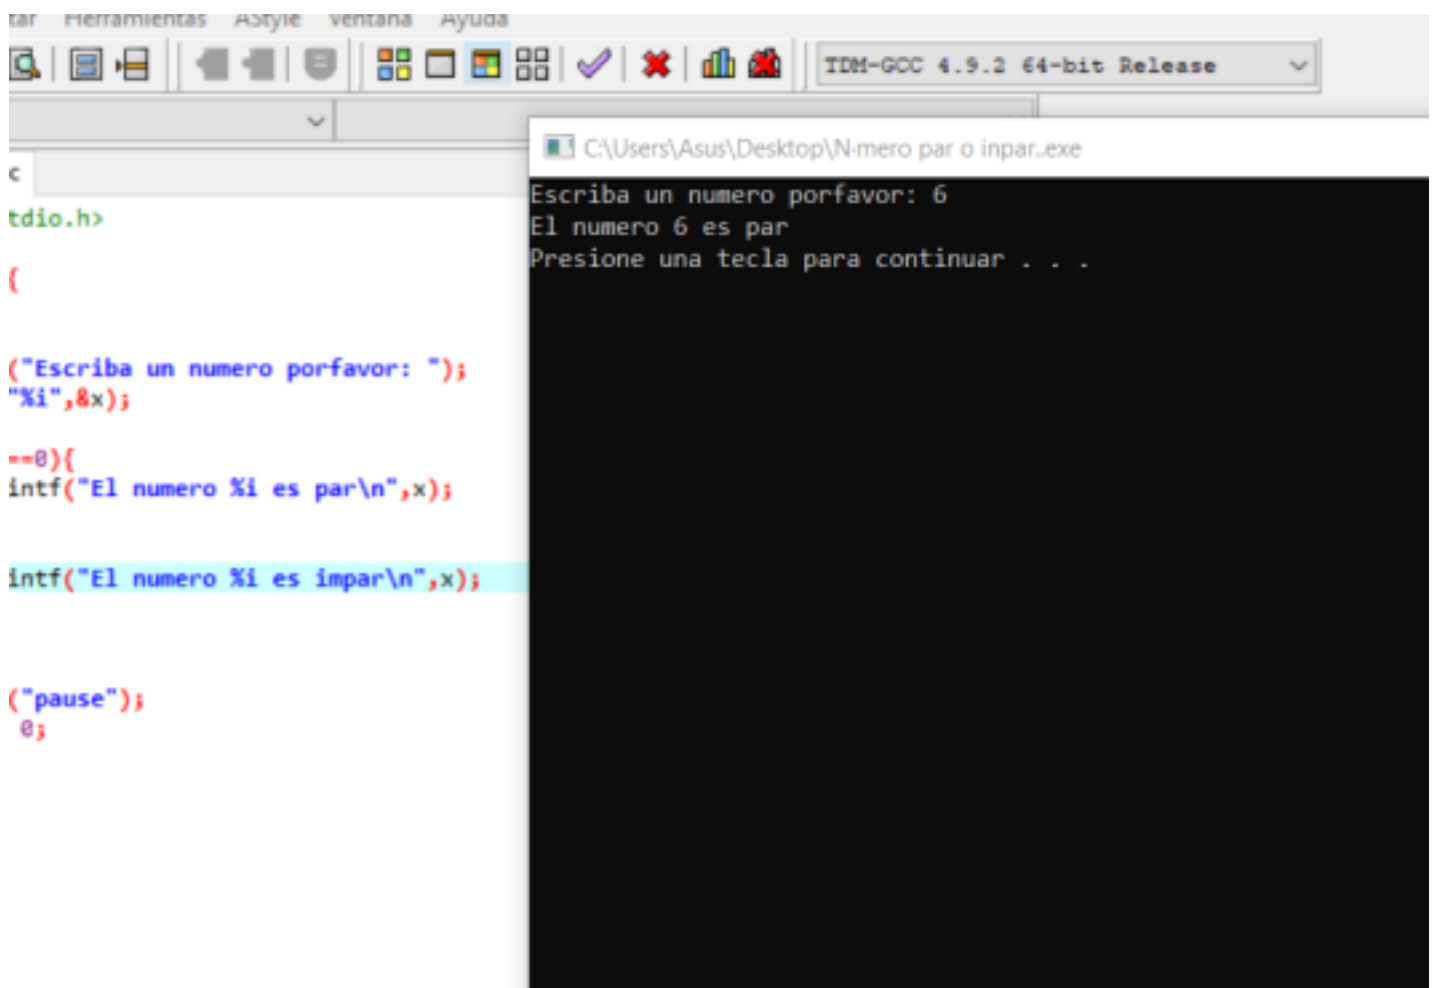 tar Herramientas AStyle Ventana Ayuda
TDM-GCC 4.9.2 64-bit Release
C:\Users\Asus\Desktop\N·mero par o inpar..exe
c
tdio.h>
{
("Escriba un numero porfavor: ");
"%i",&x);
==0){
intf("El numero %i es par\n",x);
intf("El numero %i es impar\n",x);
("pause");
0;
Escriba un numero porfavor: 6
El numero 6 es par
Presione una tecla para continuar . . .